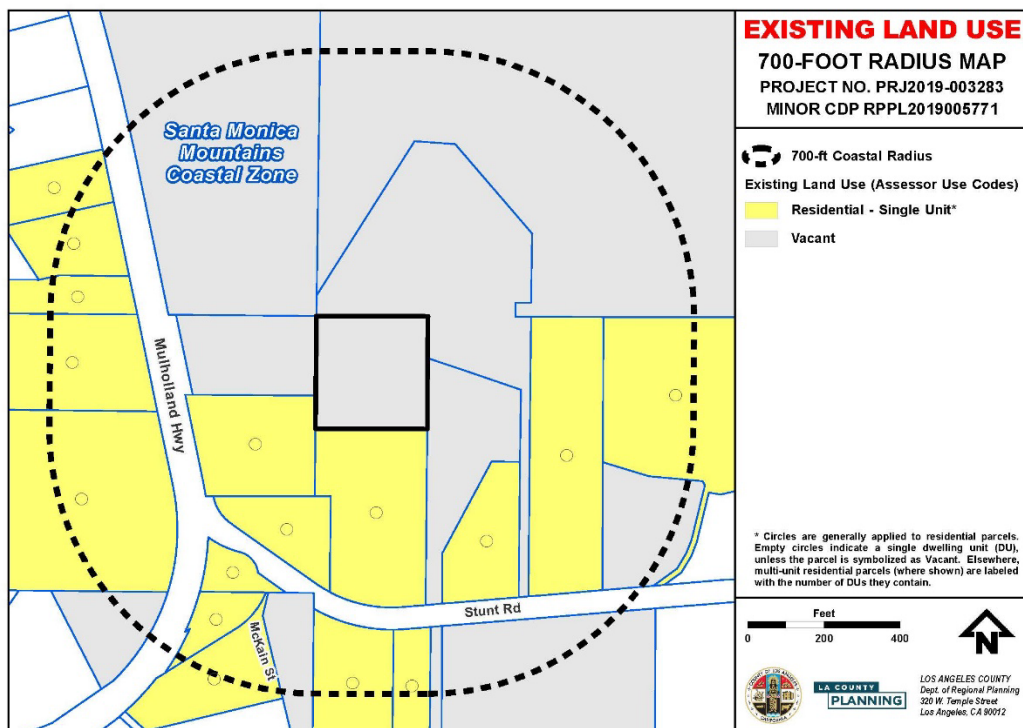 Santa Monica
Mountains
Coastal Zone
Mulholland Hwy
Stunt Rd
McKain St
EXISTING LAND USE
700-FOOT RADIUS MAP
PROJECT NO. PRJ2019-003283
MINOR CDP RPPL2019005771
700-ft Coastal Radius
Existing Land Use (Assessor Use Codes)
Residential - Single Unit*
Vacant
* Circles are generally applied to residential parcels.
Empty circles indicate a single dwelling unit (DU),
unless the parcel is symbolized as Vacant. Elsewhere,
multi-unit residential parcels (where shown) are labeled
with the number of DUs they contain.
Feet
0 200 400
N
LA COUNTY
PLANNING
LOS ANGELES COUNTY
Dept. of Regional Planning
320 W. Temple Street
Los Angeles, CA 90012